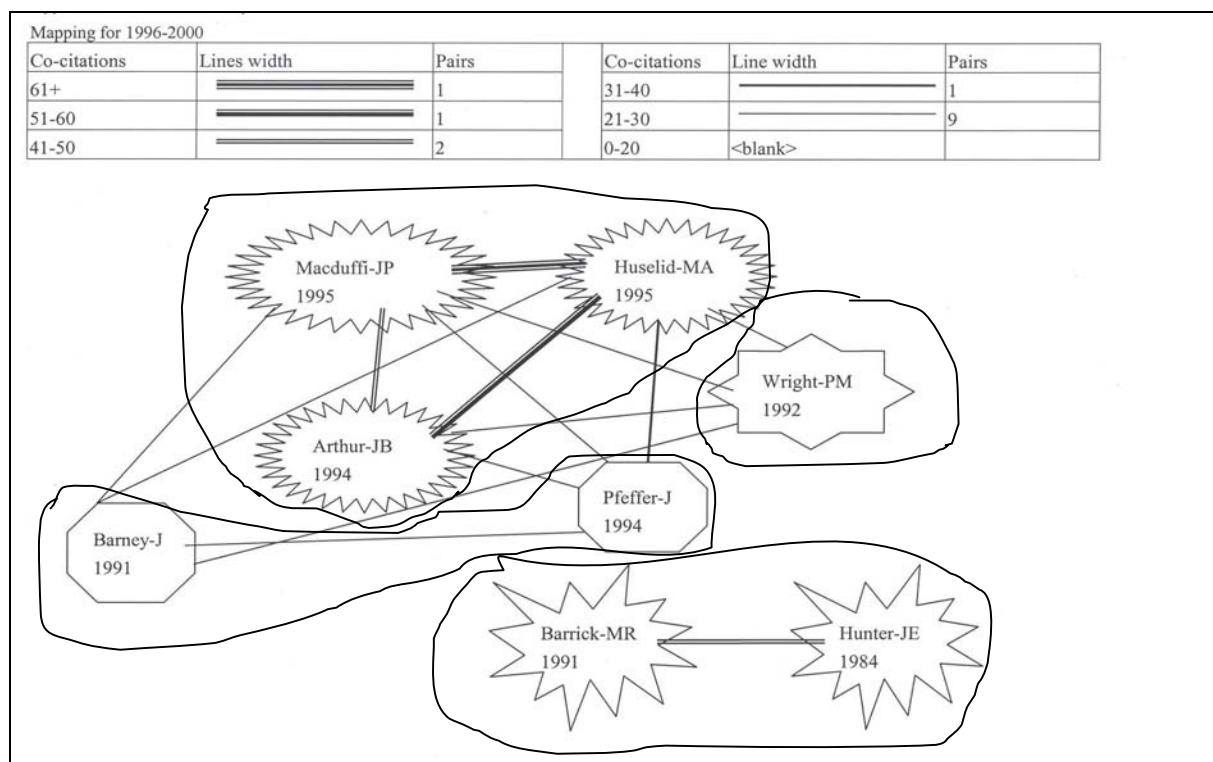 Mapping for 1996-2000
Co-citations Lines width Pairs Co-citations Line width Pairs
61+ 1 31-40 1
51-60 1 21-30 9
41-50 2 0-20 <blank>
Macduffi-JP
1995
Huselid-MA
1995
Wright-PM
1992
Arthur-JB
1994
Pfeffer-J
1994
Barney-J
1991
Barrick-MR
1991
Hunter-JE
1984